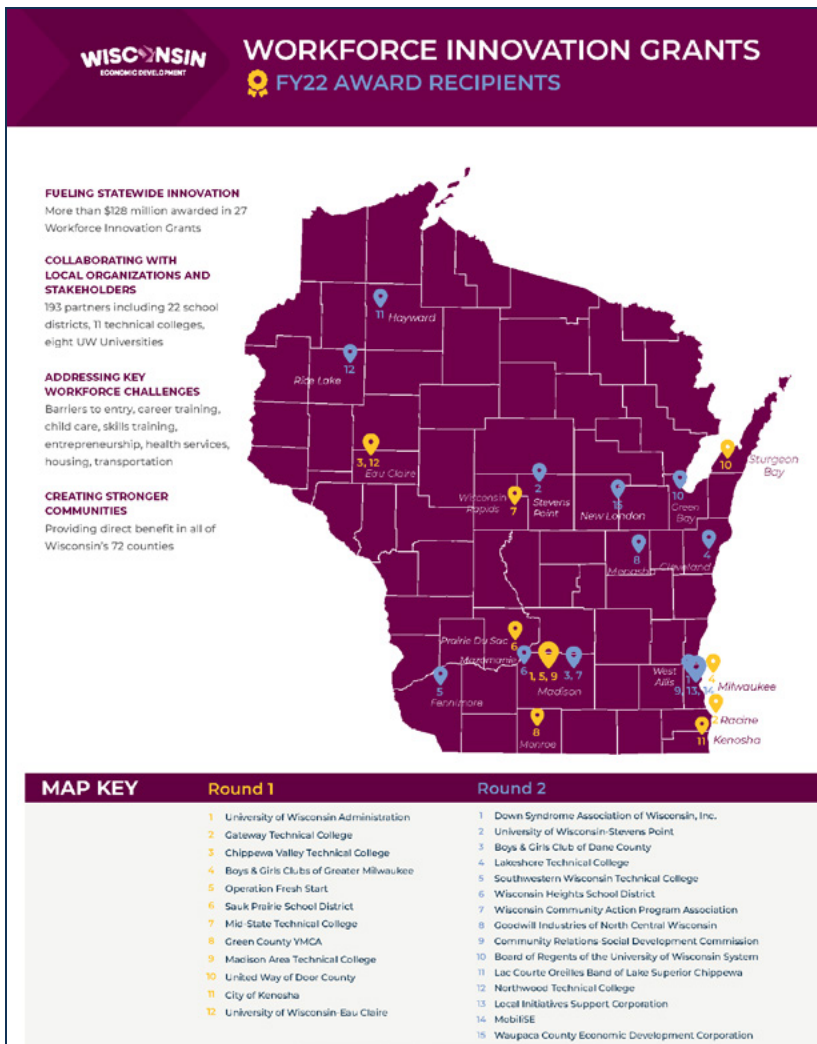 WISCONSIN
ECONOMIC DEVELOPMENT
WORKFORCE INNOVATION GRANTS
FY22 AWARD RECIPIENTS
FUELING STATEWIDE INNOVATION
More than $128 million awarded in 27
Workforce Innovation Grants
COLLABORATING WITH
LOCAL ORGANIZATIONS AND
STAKEHOLDERS
193 partners including 22 school
districts, 11 technical colleges,
eight UW Universities
ADDRESSING KEY
WORKFORCE CHALLENGES
Barriers to entry, career training,
child care, skills training,
entrepreneurship, health services,
housing, transportation
CREATING STRONGER
COMMUNITIES
Providing direct benefit in all of
Wisconsin's 72 counties
11
Hayward
12
Rice Lake
3, 12
Eau Claire
10
Sturgeon
Bay
2
Stevens
Point
Wisconsin
Rapids
7
15
New London
10
Green
Bay
8
Menasha
4
Cleveland
Prairie Du Sac
6
Mazomanie
6
1, 5, 9
3, 7
Madison
5
Fennimore
West
Allis
1
9, 13, 14
4
Milwaukee
2
Racine
8
Monroe
11
Kenosha
MAP KEY
Round 1
1 University of Wisconsin Administration
2 Gateway Technical College
3 Chippewa Valley Technical College
4 Boys & Girls Clubs of Greater Milwaukee
5 Operation Fresh Start
6 Sauk Prairie School District
7 Mid-State Technical College
8 Green County YMCA
9 Madison Area Technical College
10 United Way of Door County
11 City of Kenosha
12 University of Wisconsin-Eau Claire
Round 2
1 Down Syndrome Association of Wisconsin, Inc.
2 University of Wisconsin-Stevens Point
3 Boys & Girls Club of Dane County
4 Lakeshore Technical College
5 Southwestern Wisconsin Technical College
6 Wisconsin Heights School District
7 Wisconsin Community Action Program Association
8 Goodwill Industries of North Central Wisconsin
9 Community Relations-Social Development Commission
10 Board of Regents of the University of Wisconsin System
11 Lac Courte Oreilles Band of Lake Superior Chippewa
12 Northwood Technical College
13 Local Initiatives Support Corporation
14 MobiliSE
15 Waupaca County Economic Development Corporation